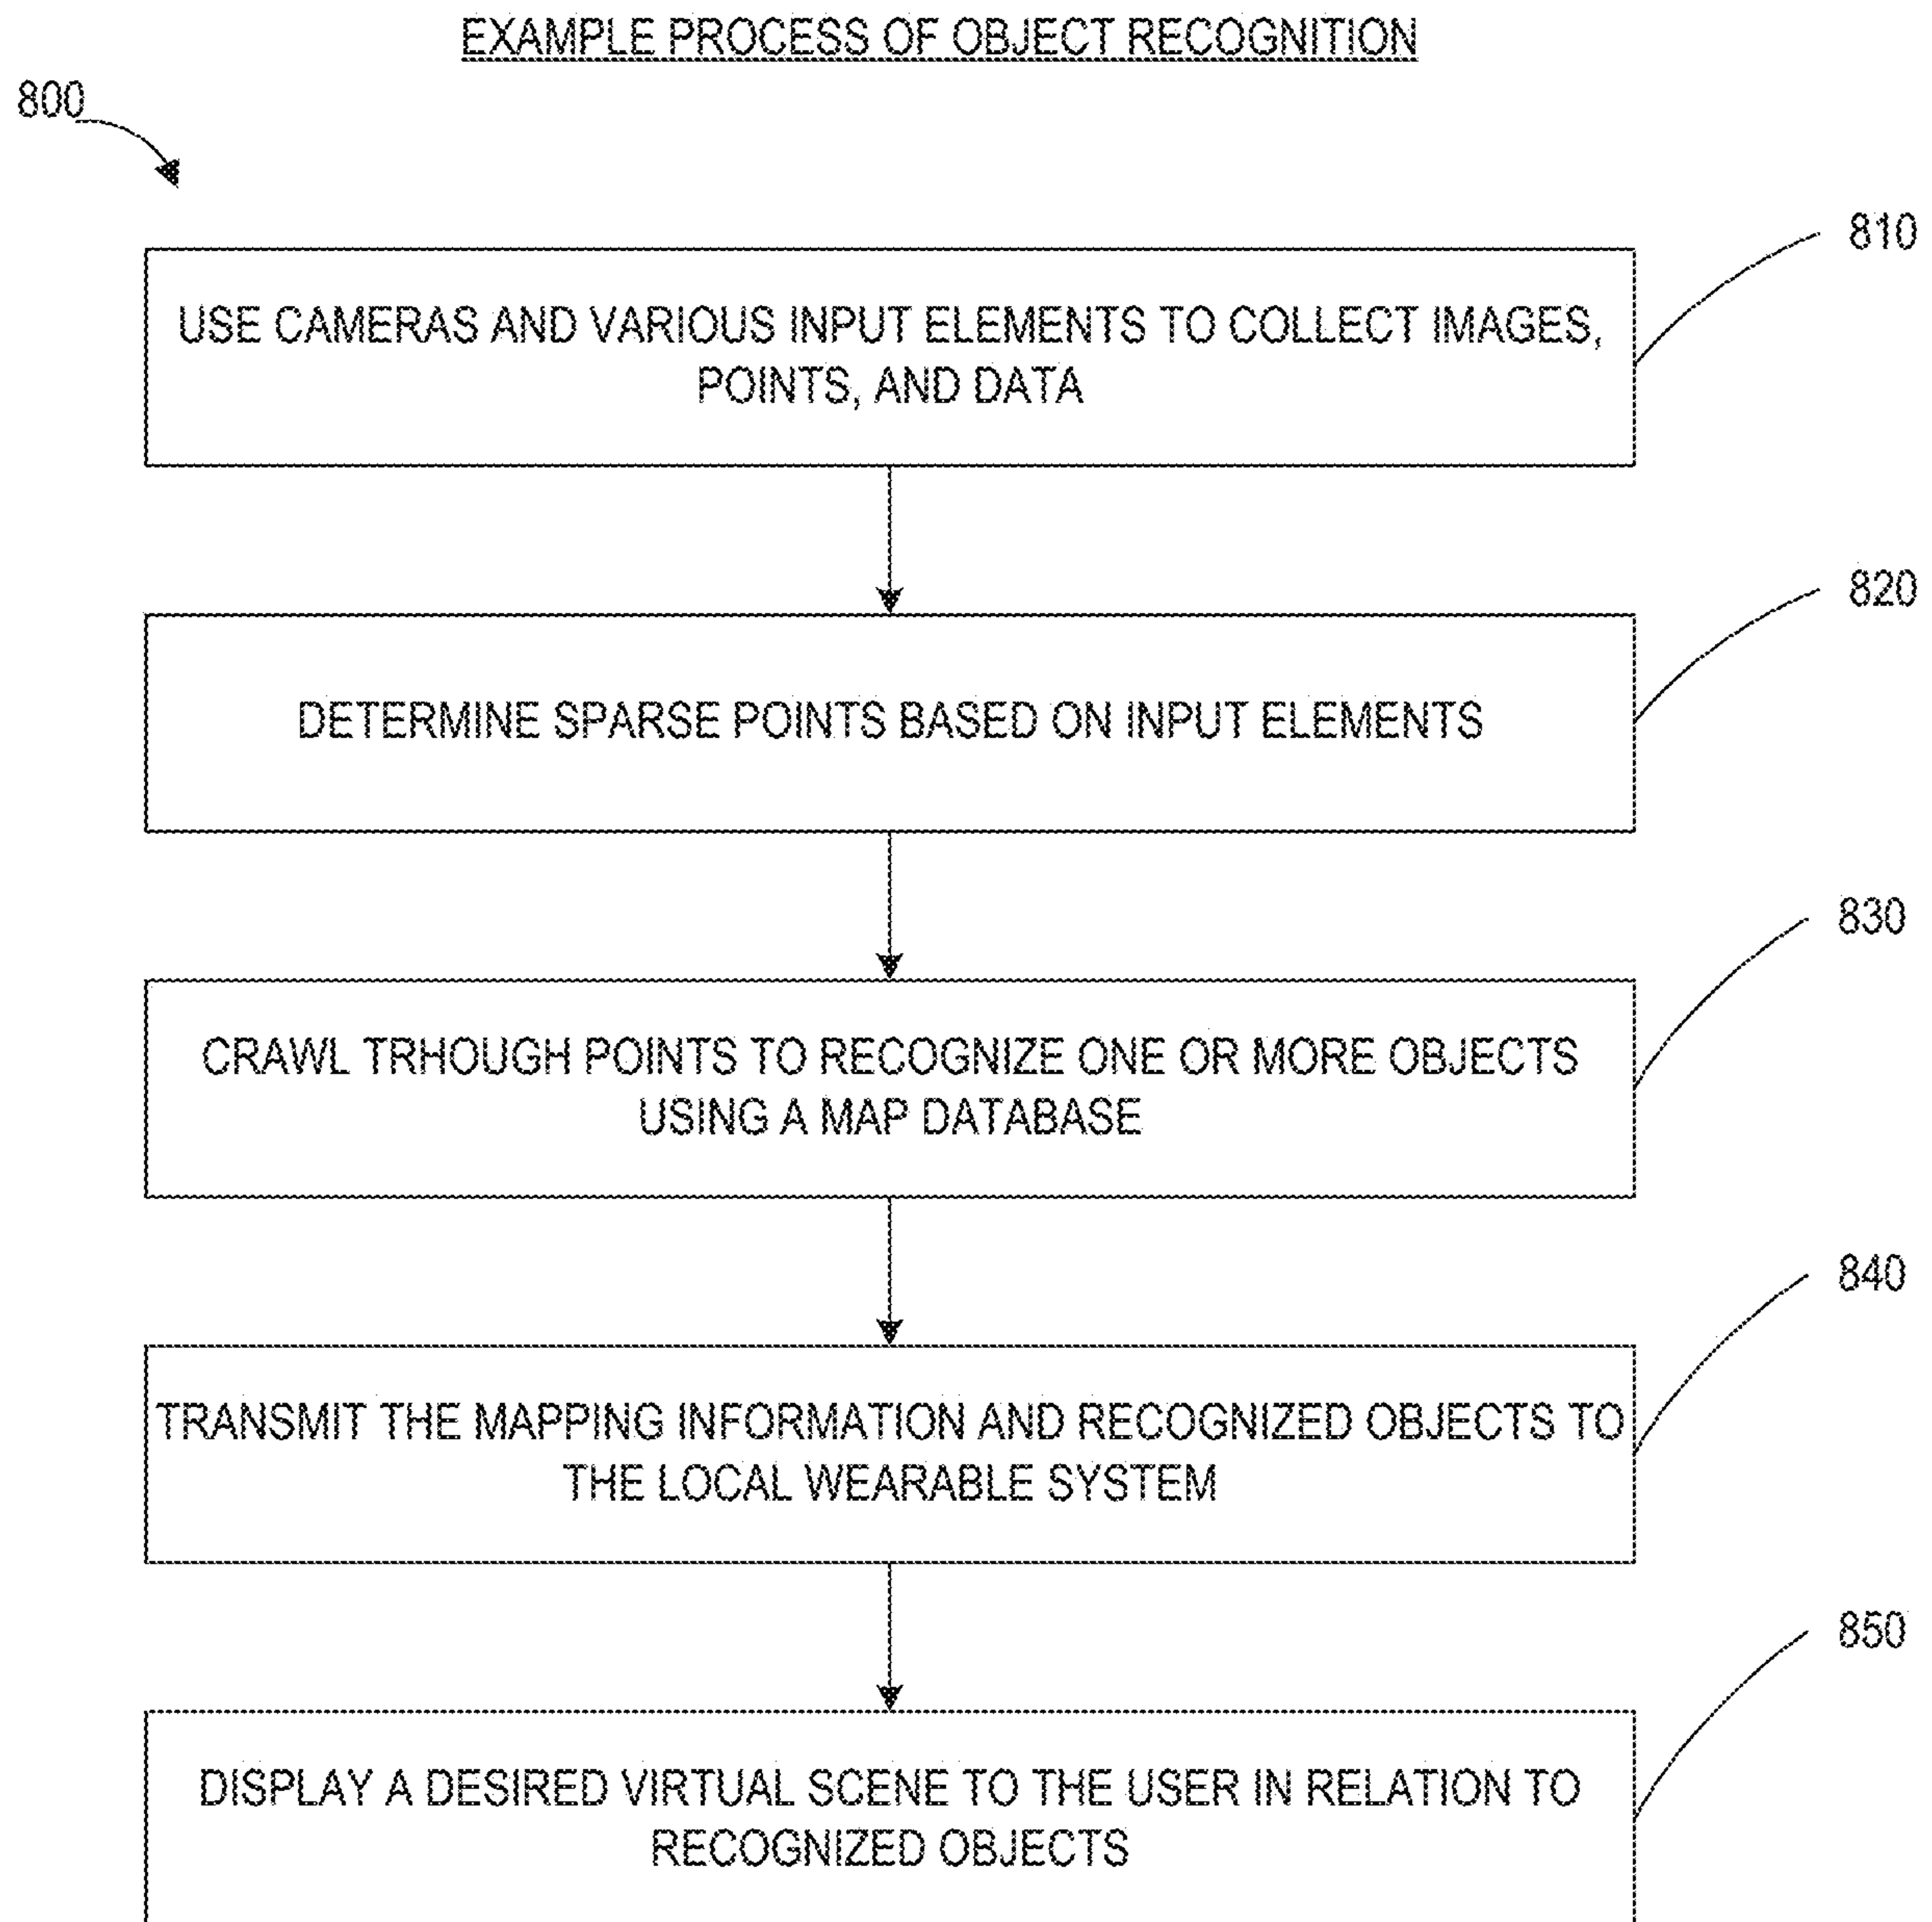 EXAMPLE PROCESS OF OBJECT RECOGNITION
800
810
USE CAMERAS AND VARIOUS INPUT ELEMENTS TO COLLECT IMAGES,
POINTS, AND DATA
820
DETERMINE SPARSE POINTS BASED ON INPUT ELEMENTS
830
CRAWL TRHOUGH POINTS TO RECOGNIZE ONE OR MORE OBJECTS
USING A MAP DATABASE
840
TRANSMIT THE MAPPING INFORMATION AND RECOGNIZED OBJECTS TO
THE LOCAL WEARABLE SYSTEM
850
DISPLAY A DESIRED VIRTUAL SCENE TO THE USER IN RELATION TO
RECOGNIZED OBJECTS